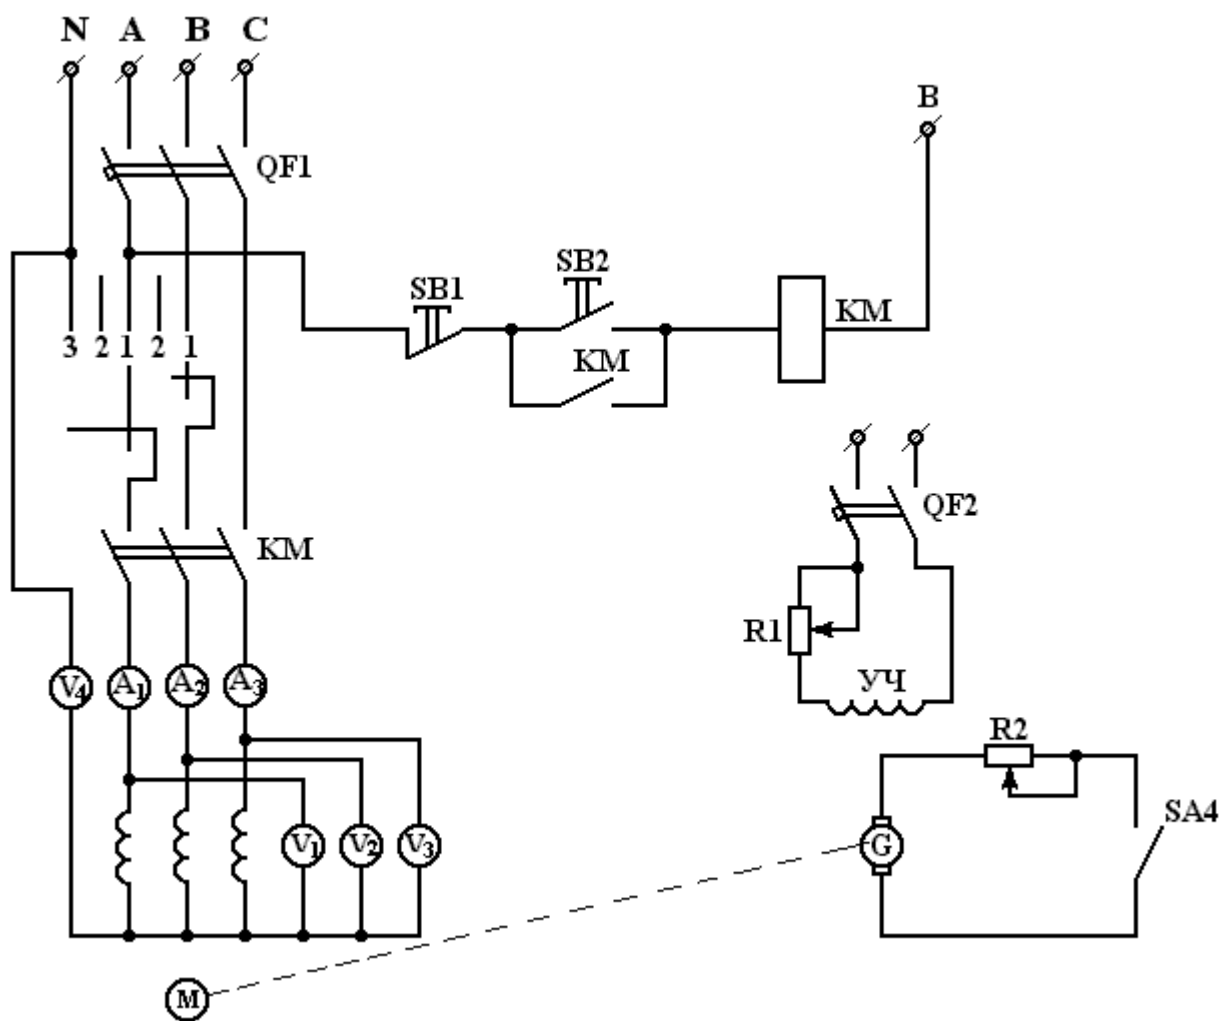 N A B C
B
QF1
SB1
SB2
KM
KM
3 2 1 2 1
QF2
KM
R1
УЧ
V4 A1 A2 A3
R2
SA4
V1 V2 V3
G
M